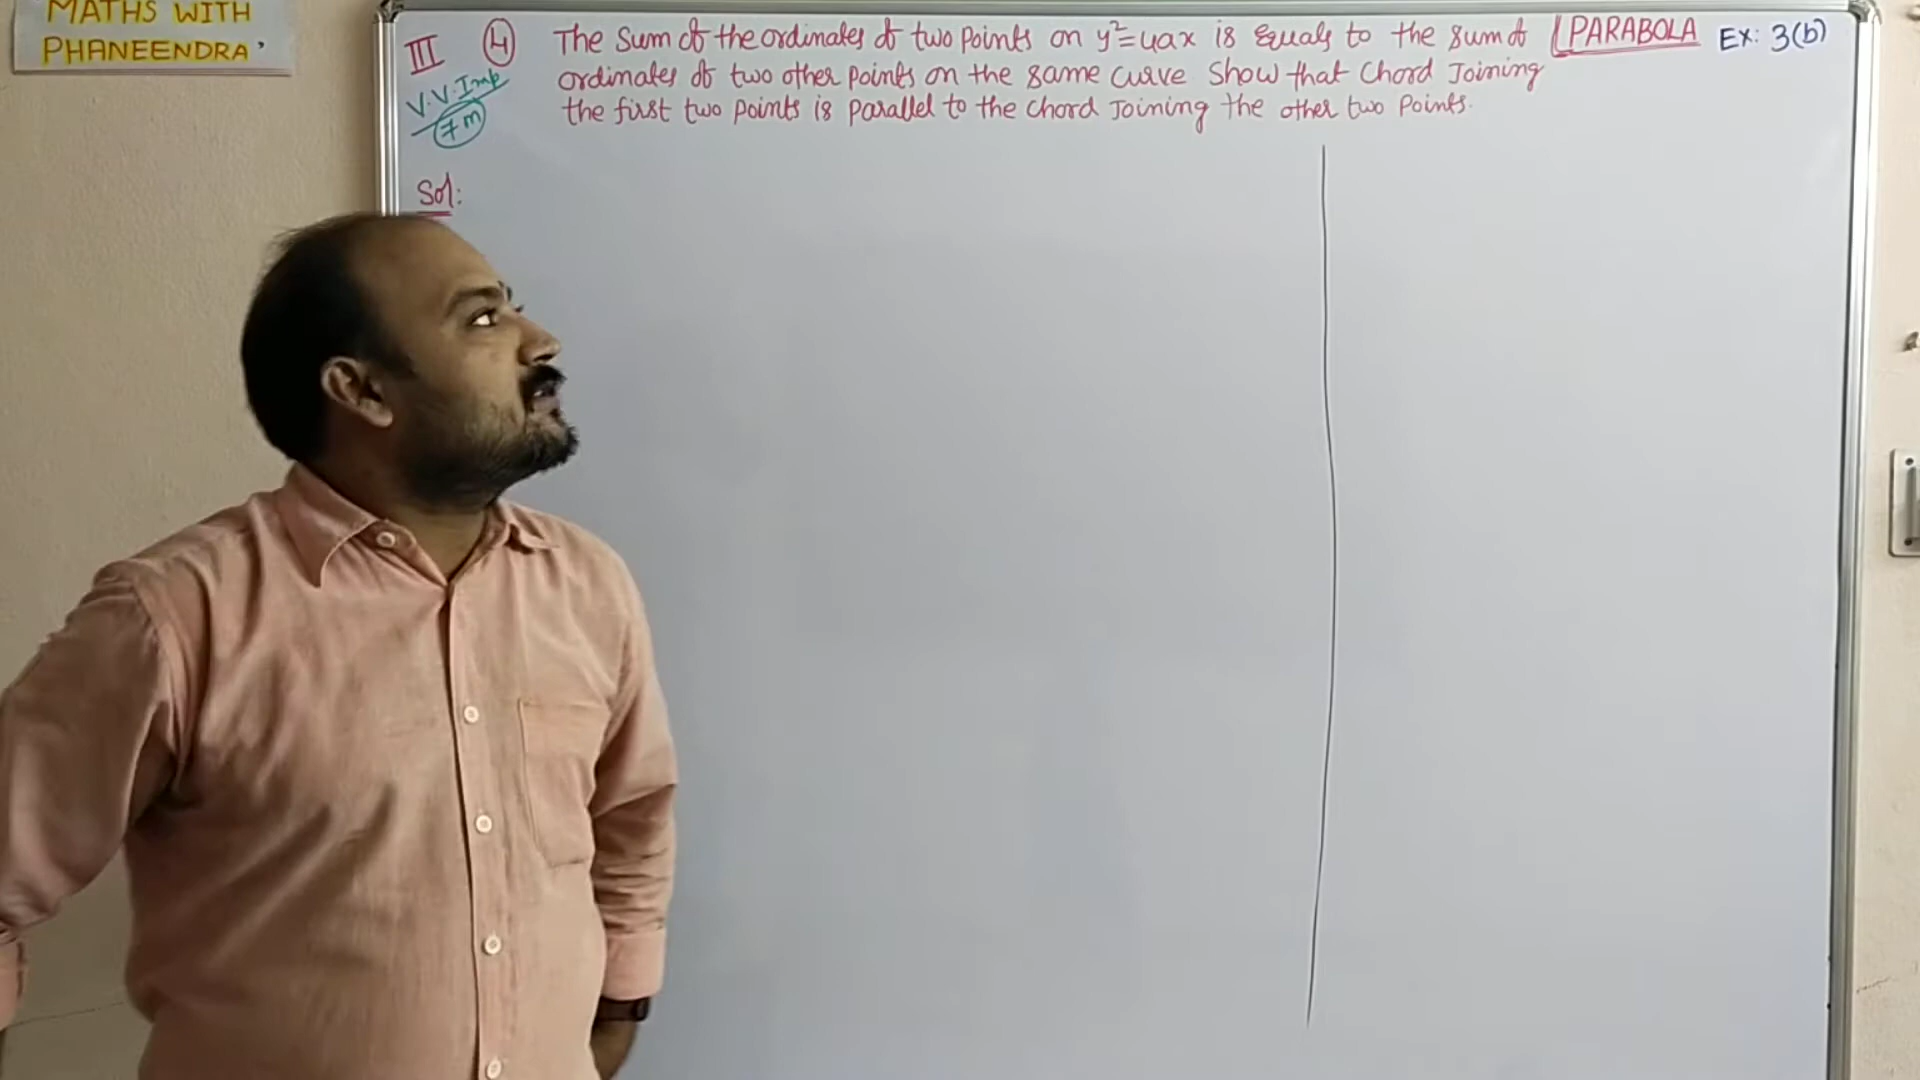 MATHS WITH
PHANEENDRA'
III 4 The sum of the ordinates of two points on y²=4ax is equals to the sum of
ordinates of two other points on the same curve show that chord Joining
the first two points is parallel to the chord Joining the other two points.
PARABOLA Ex: 3(b)
V.V.Imp
7m
Sol: